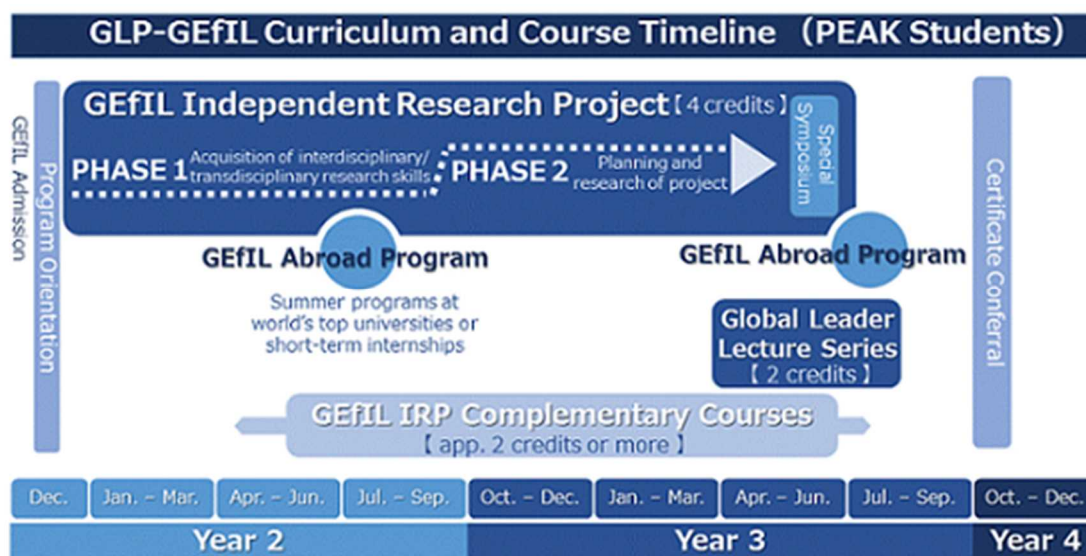 GLP-GEfIL Curriculum and Course Timeline （PEAK Students）
GEfIL Admission
Program Orientation
GEfIL Independent Research Project【 4 credits 】
PHASE 1
Acquisition of interdisciplinary/
transdisciplinary research skills
PHASE 2
Planning and
research of project
Special
Symposium
GEfIL Abroad Program
Summer programs at
world's top universities or
short-term internships
GEfIL Abroad Program
Global Leader
Lecture Series
【 2 credits 】
GEfIL IRP Complementary Courses
【 app. 2 credits or more 】
Certificate Conferral
Dec.
Jan. – Mar.
Apr. – Jun.
Jul. – Sep.
Oct. – Dec.
Jan. – Mar.
Apr. – Jun.
Jul. – Sep.
Oct. – Dec.
Year 2
Year 3
Year 4